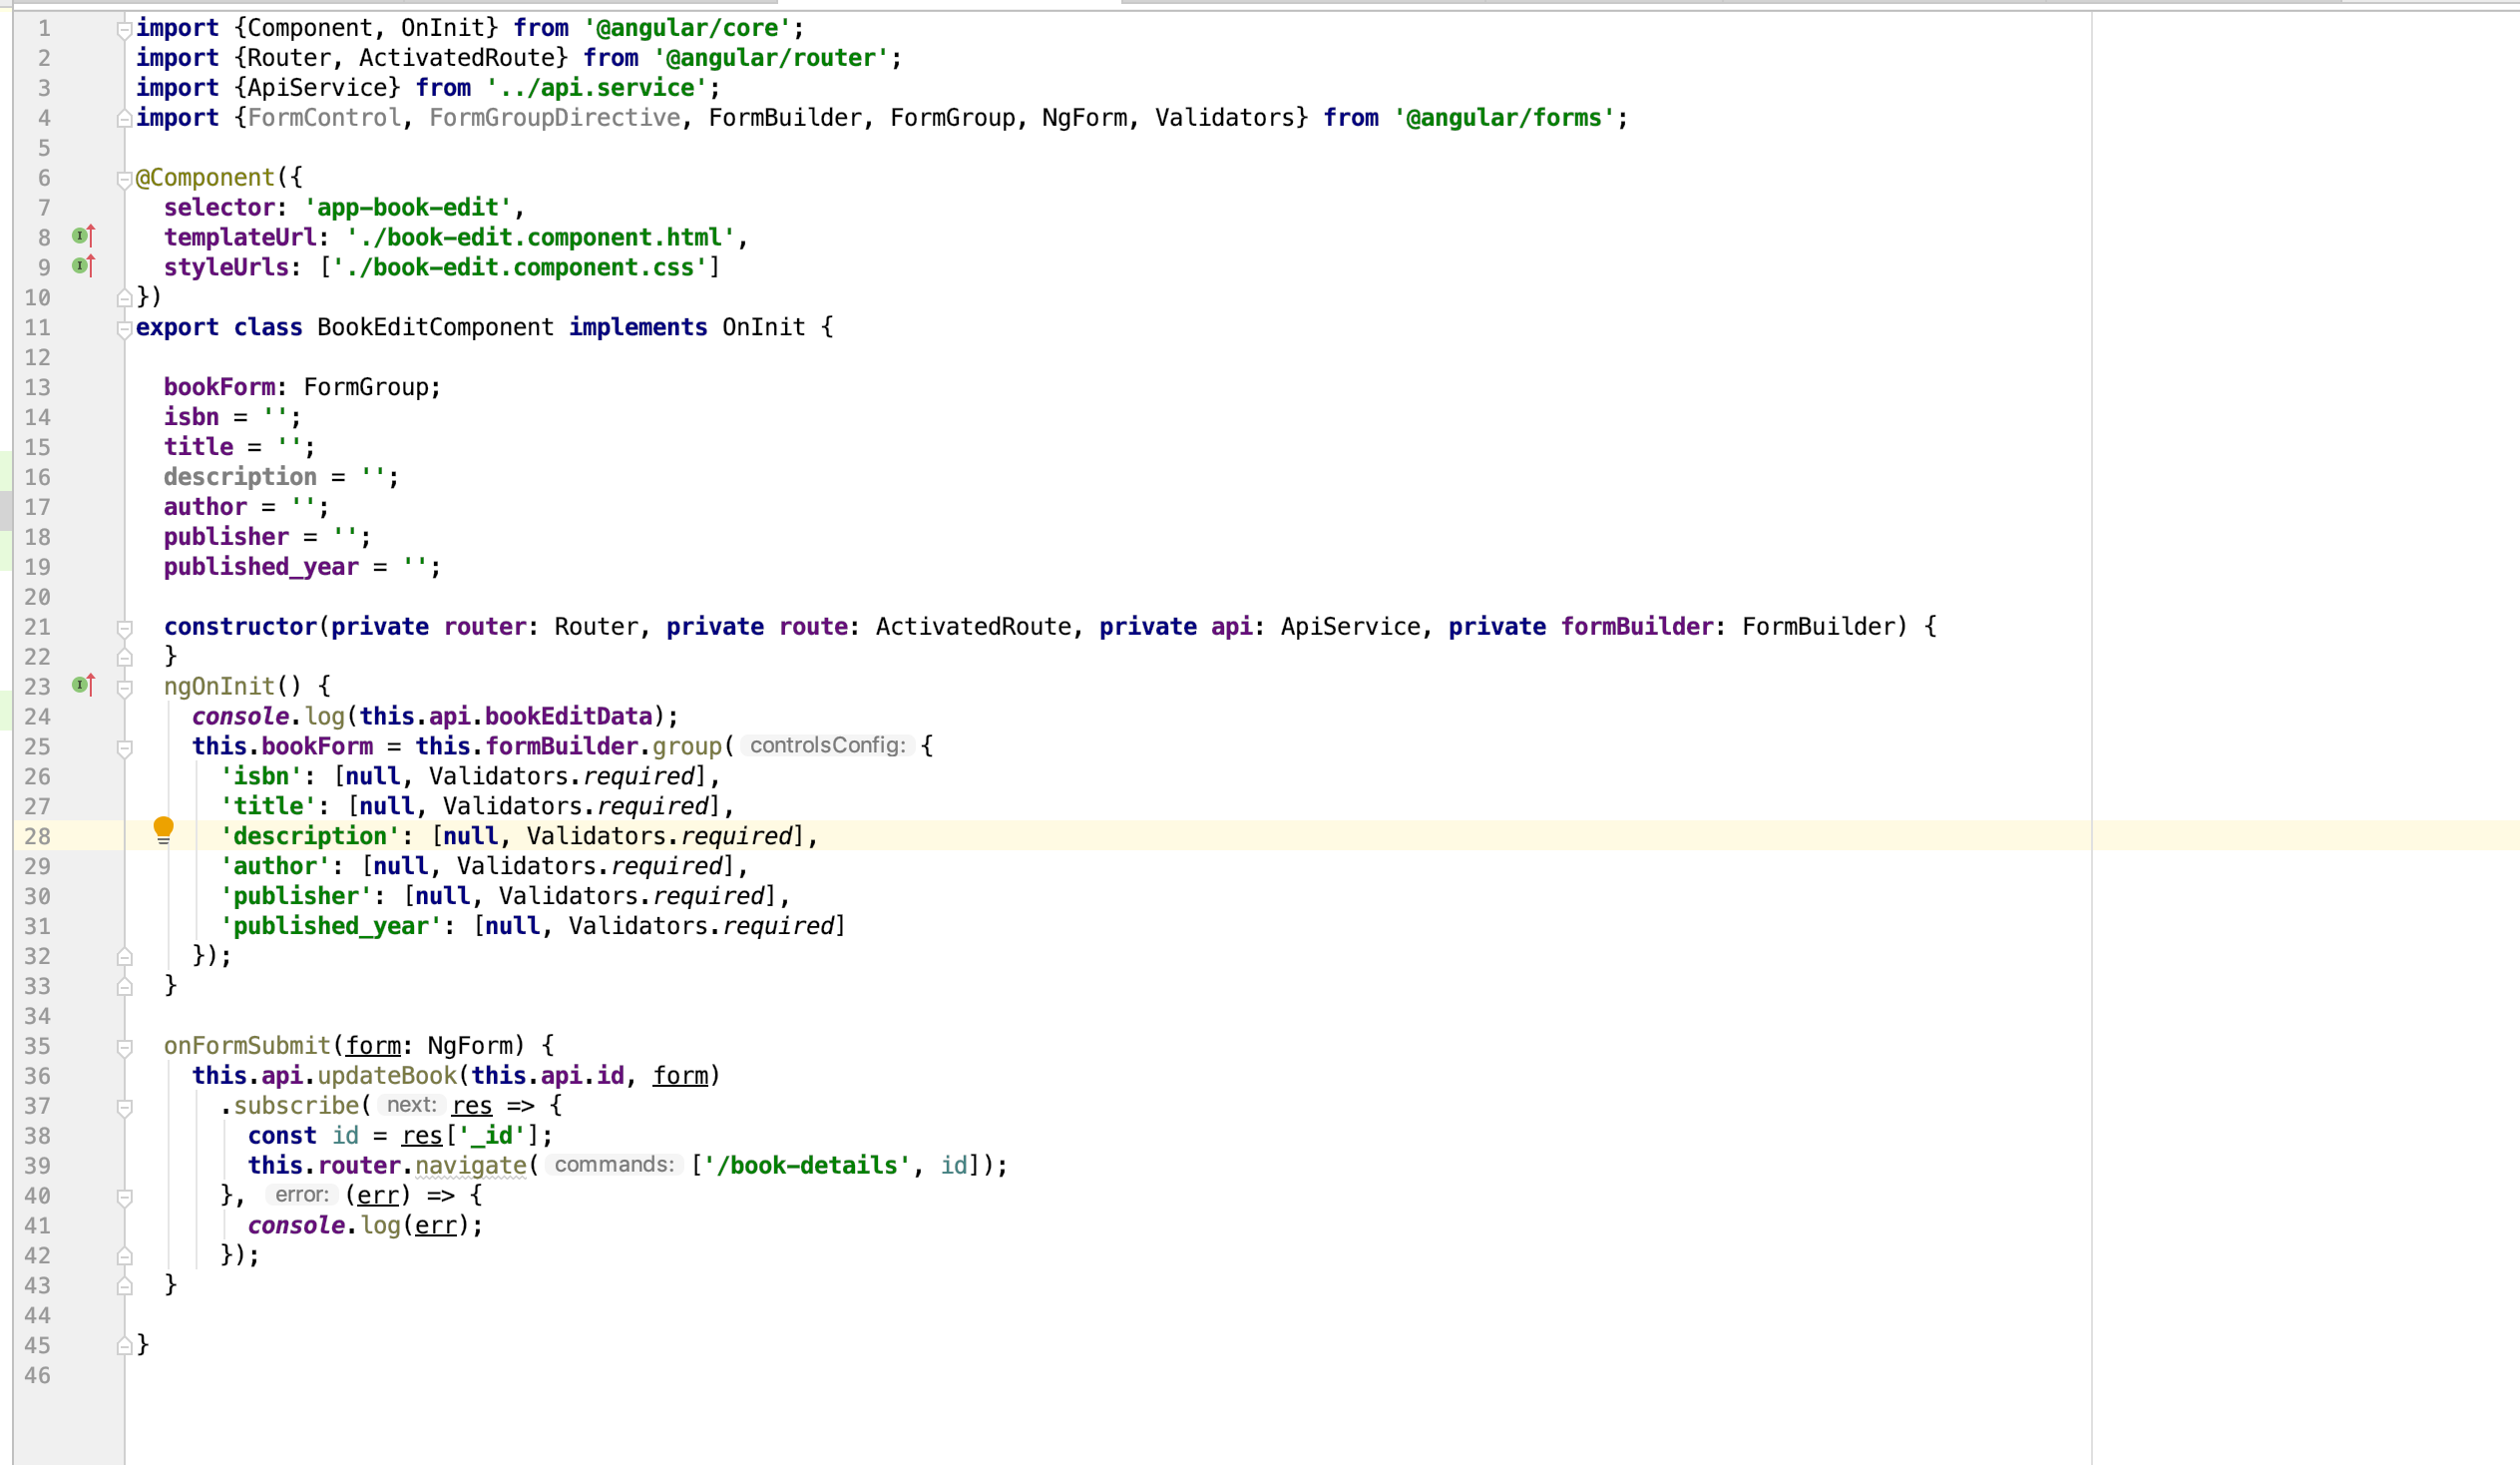 1 import {Component, OnInit} from '@angular/core';
2 import {Router, ActivatedRoute} from '@angular/router';
3 import {ApiService} from '../api.service';
4 import {FormControl, FormGroupDirective, FormBuilder, FormGroup, NgForm, Validators} from '@angular/forms';
5
6 @Component({
7 selector: 'app-book-edit',
8 templateUrl: './book-edit.component.html',
9 styleUrls: ['./book-edit.component.css']
10 })
11 export class BookEditComponent implements OnInit {
12
13 bookForm: FormGroup;
14 isbn = '';
15 title = '';
16 description = '';
17 author = '';
18 publisher = '';
19 published_year = '';
20
21 constructor(private router: Router, private route: ActivatedRoute, private api: ApiService, private formBuilder: FormBuilder) {
22 }
23 ngOnInit() {
24 console.log(this.api.bookEditData);
25 this.bookForm = this.formBuilder.group( controlsConfig: {
26 'isbn': [null, Validators.required],
27 'title': [null, Validators.required],
28 'description': [null, Validators.required],
29 'author': [null, Validators.required],
30 'publisher': [null, Validators.required],
31 'published_year': [null, Validators.required]
32 });
33 }
34
35 onFormSubmit(form: NgForm) {
36 this.api.updateBook(this.api.id, form)
37 .subscribe( next: res => {
38 const id = res['_id'];
39 this.router.navigate( commands: ['/book-details', id]);
40 }, error: (err) => {
41 console.log(err);
42 });
43 }
44
45 }
46